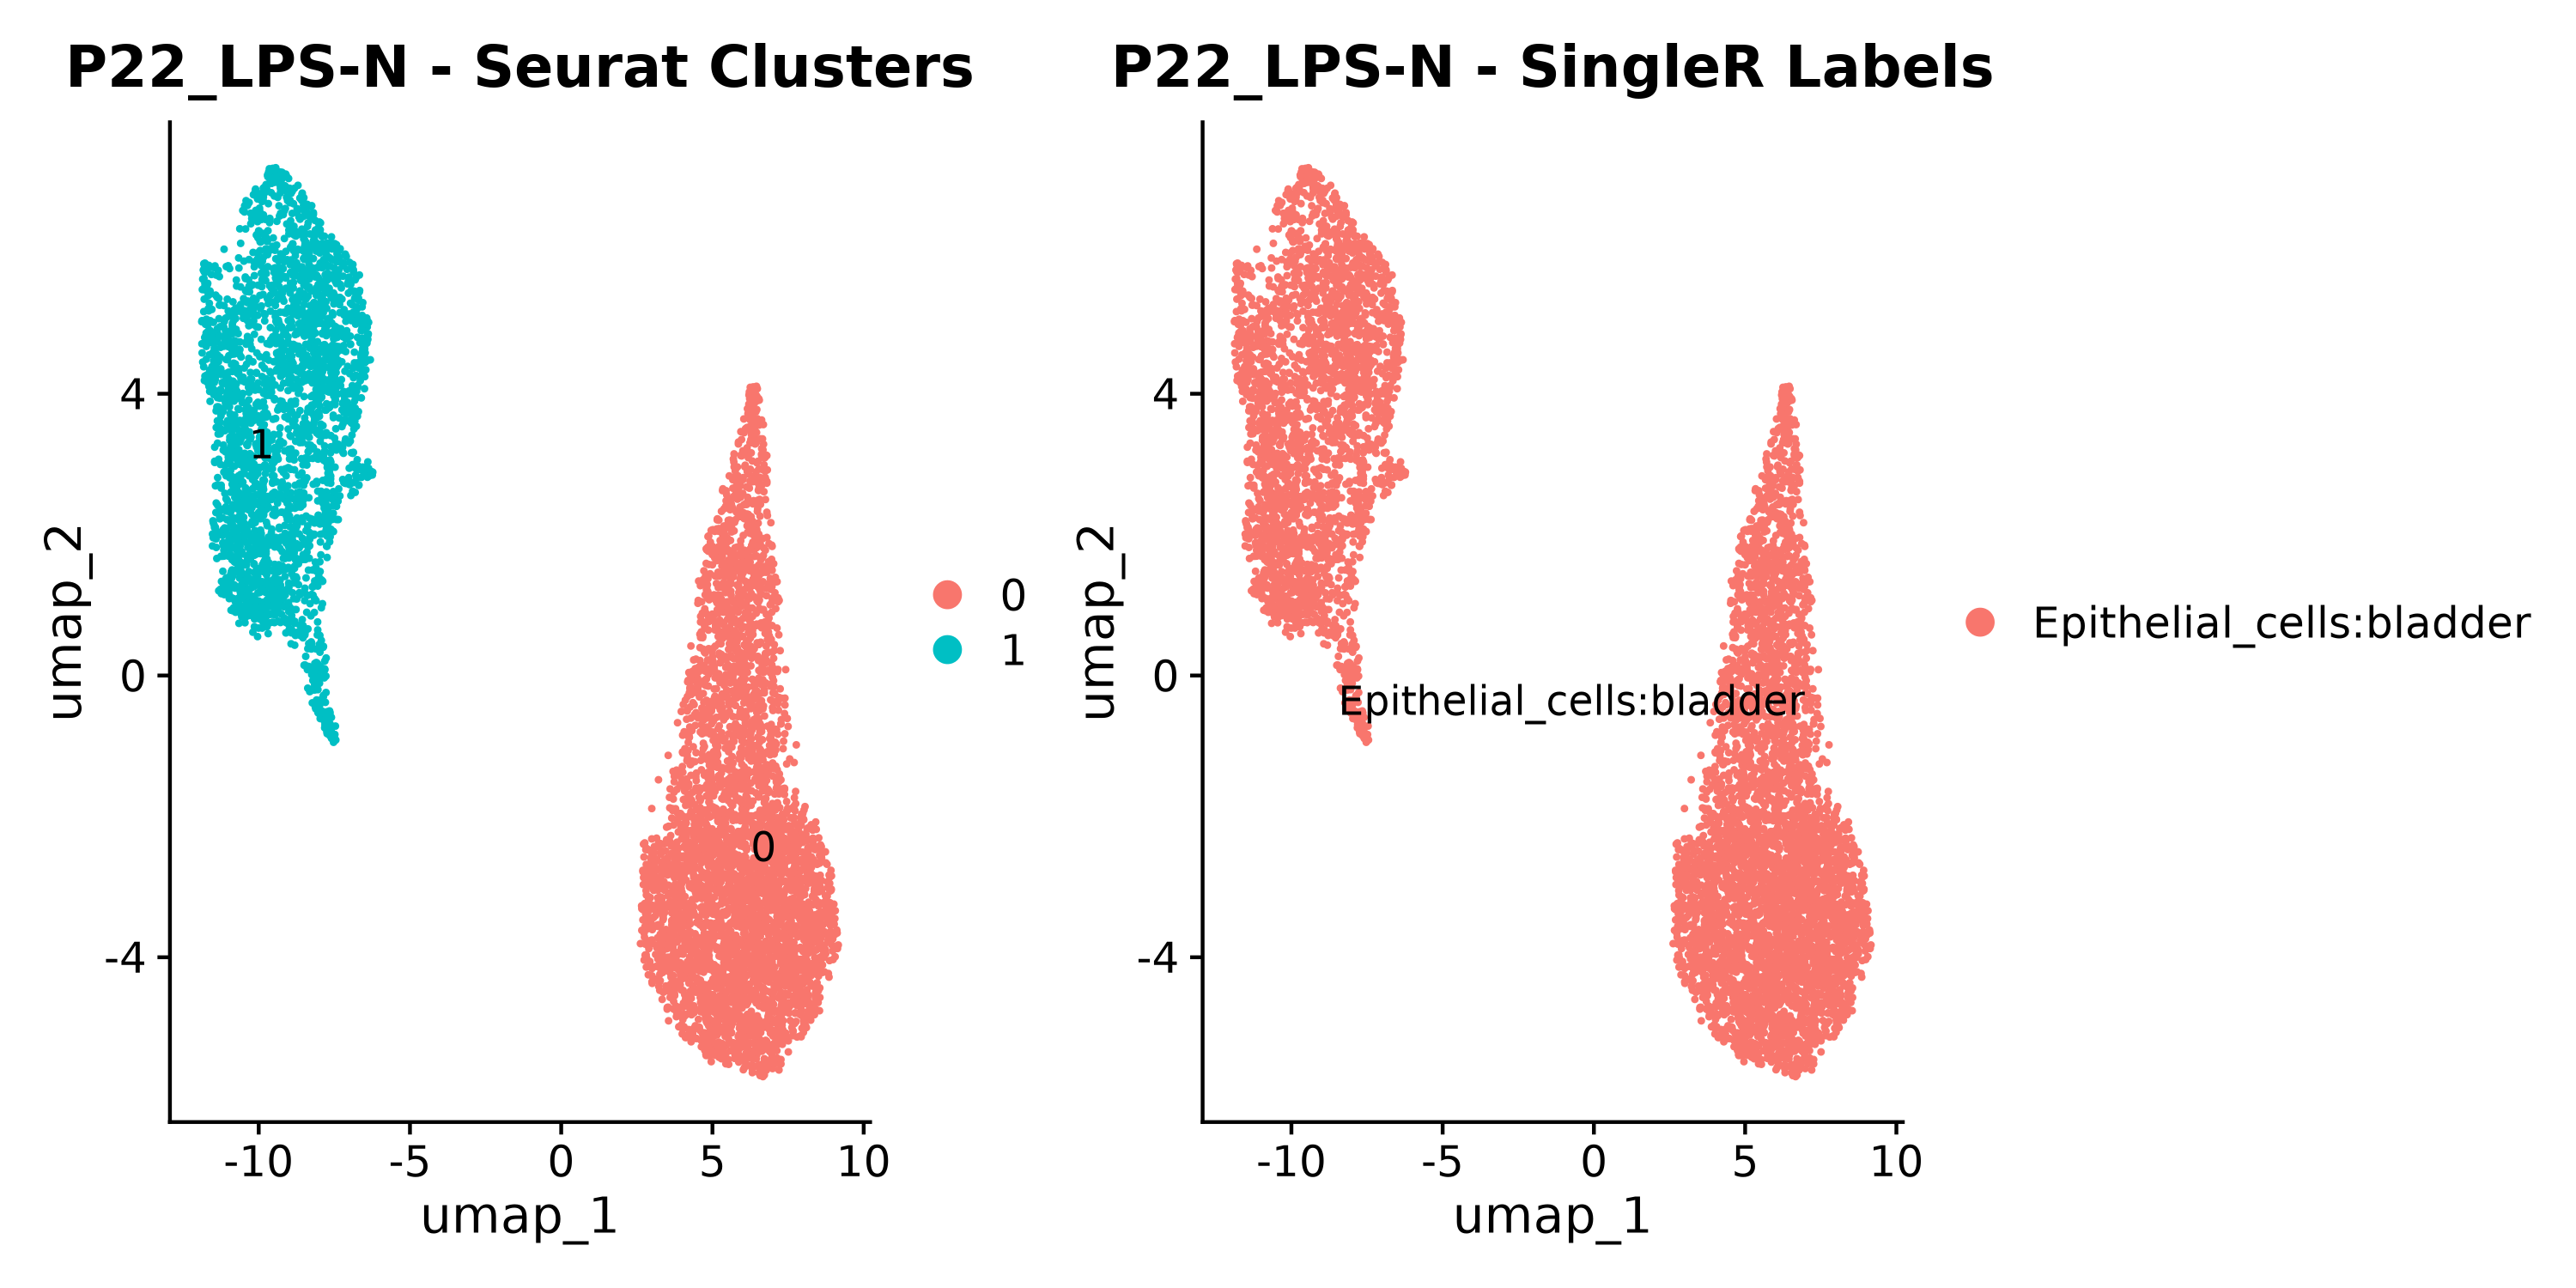 P22_LPS-N - Seurat Clusters
umap_2
4
0
-4
1
0
-10
-5
0
5
10
umap_1
0
1
P22_LPS-N - SingleR Labels
umap_2
4
0
-4
Epithelial_cells:bladder
-10
-5
0
5
10
umap_1
Epithelial_cells:bladder